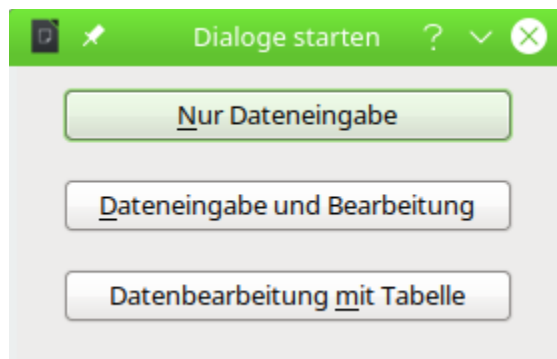 Dialoge starten
Nur Dateneingabe
Dateneingabe und Bearbeitung
Datenbearbeitung mit Tabelle